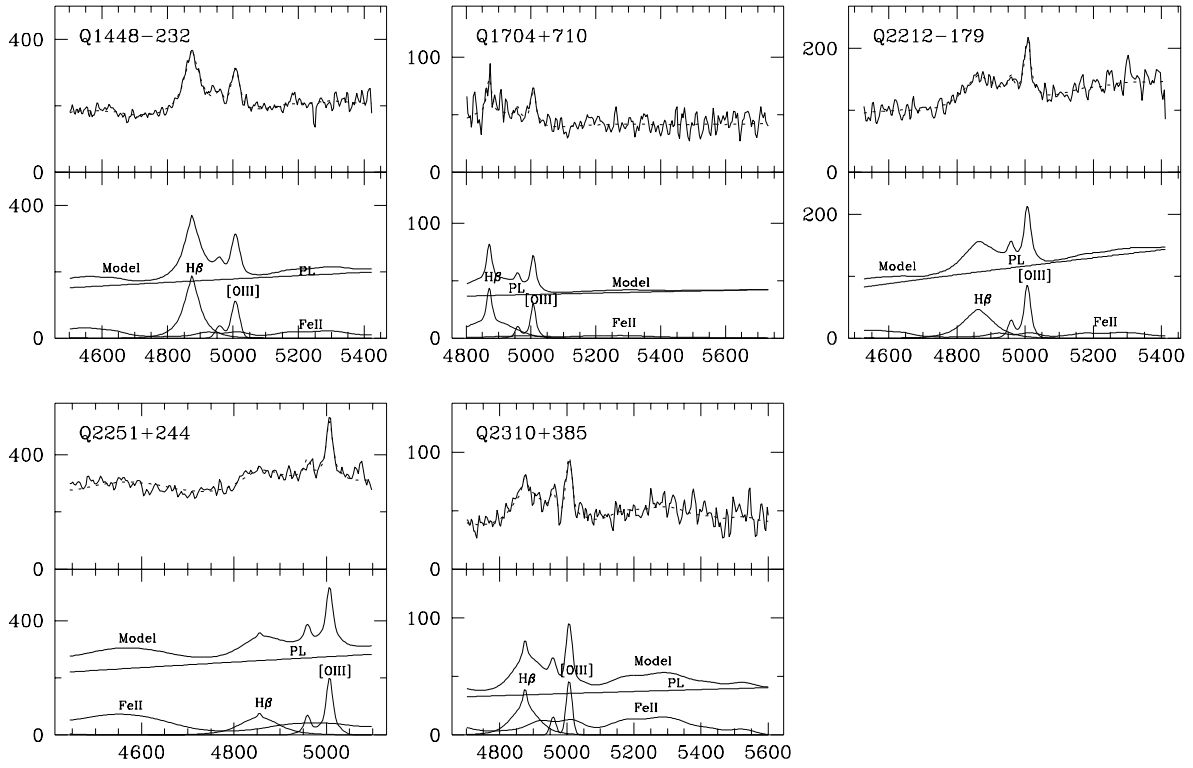 Q1448−232
400
0
400
Model
Hβ
PL
[OIII]
FeII
0
4600 4800 5000 5200 5400
Q1704+710
100
0
100
Hβ
PL
[OIII]
Model
FeII
0
4800 5000 5200 5400 5600
Q2212−179
200
0
200
Model
PL
[OIII]
Hβ
FeII
0
4600 4800 5000 5200 5400
Q2251+244
400
0
400
Model
PL
[OIII]
FeII
Hβ
0
4600 4800 5000
Q2310+385
100
0
100
Model
[OIII]
Hβ
PL
FeII
0
4800 5000 5200 5400 5600